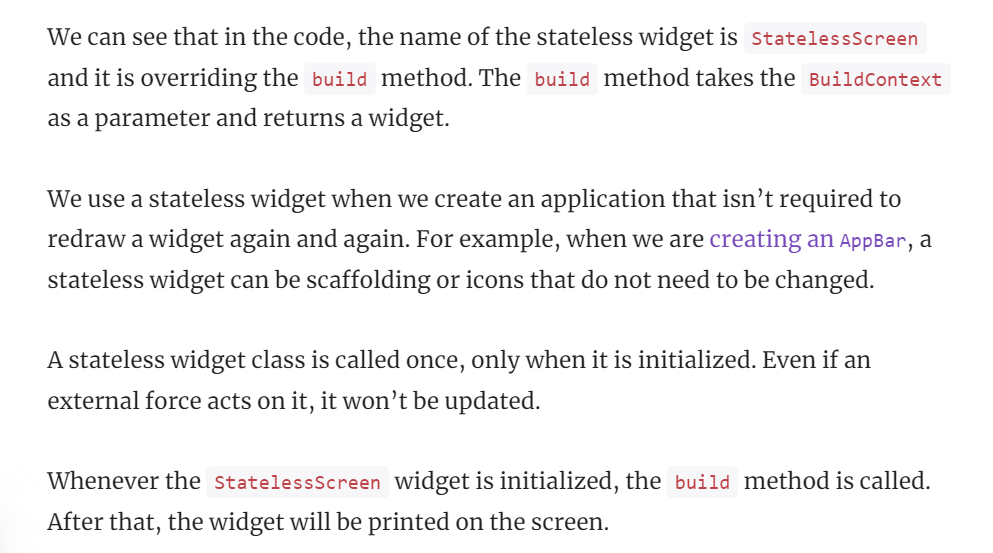 We can see that in the code, the name of the stateless widget is StatelessScreen
and it is overriding the build method. The build method takes the BuildContext
as a parameter and returns a widget.
We use a stateless widget when we create an application that isn’t required to
redraw a widget again and again. For example, when we are creating an AppBar, a
stateless widget can be scaffolding or icons that do not need to be changed.
A stateless widget class is called once, only when it is initialized. Even if an
external force acts on it, it won’t be updated.
Whenever the StatelessScreen widget is initialized, the build method is called.
After that, the widget will be printed on the screen.